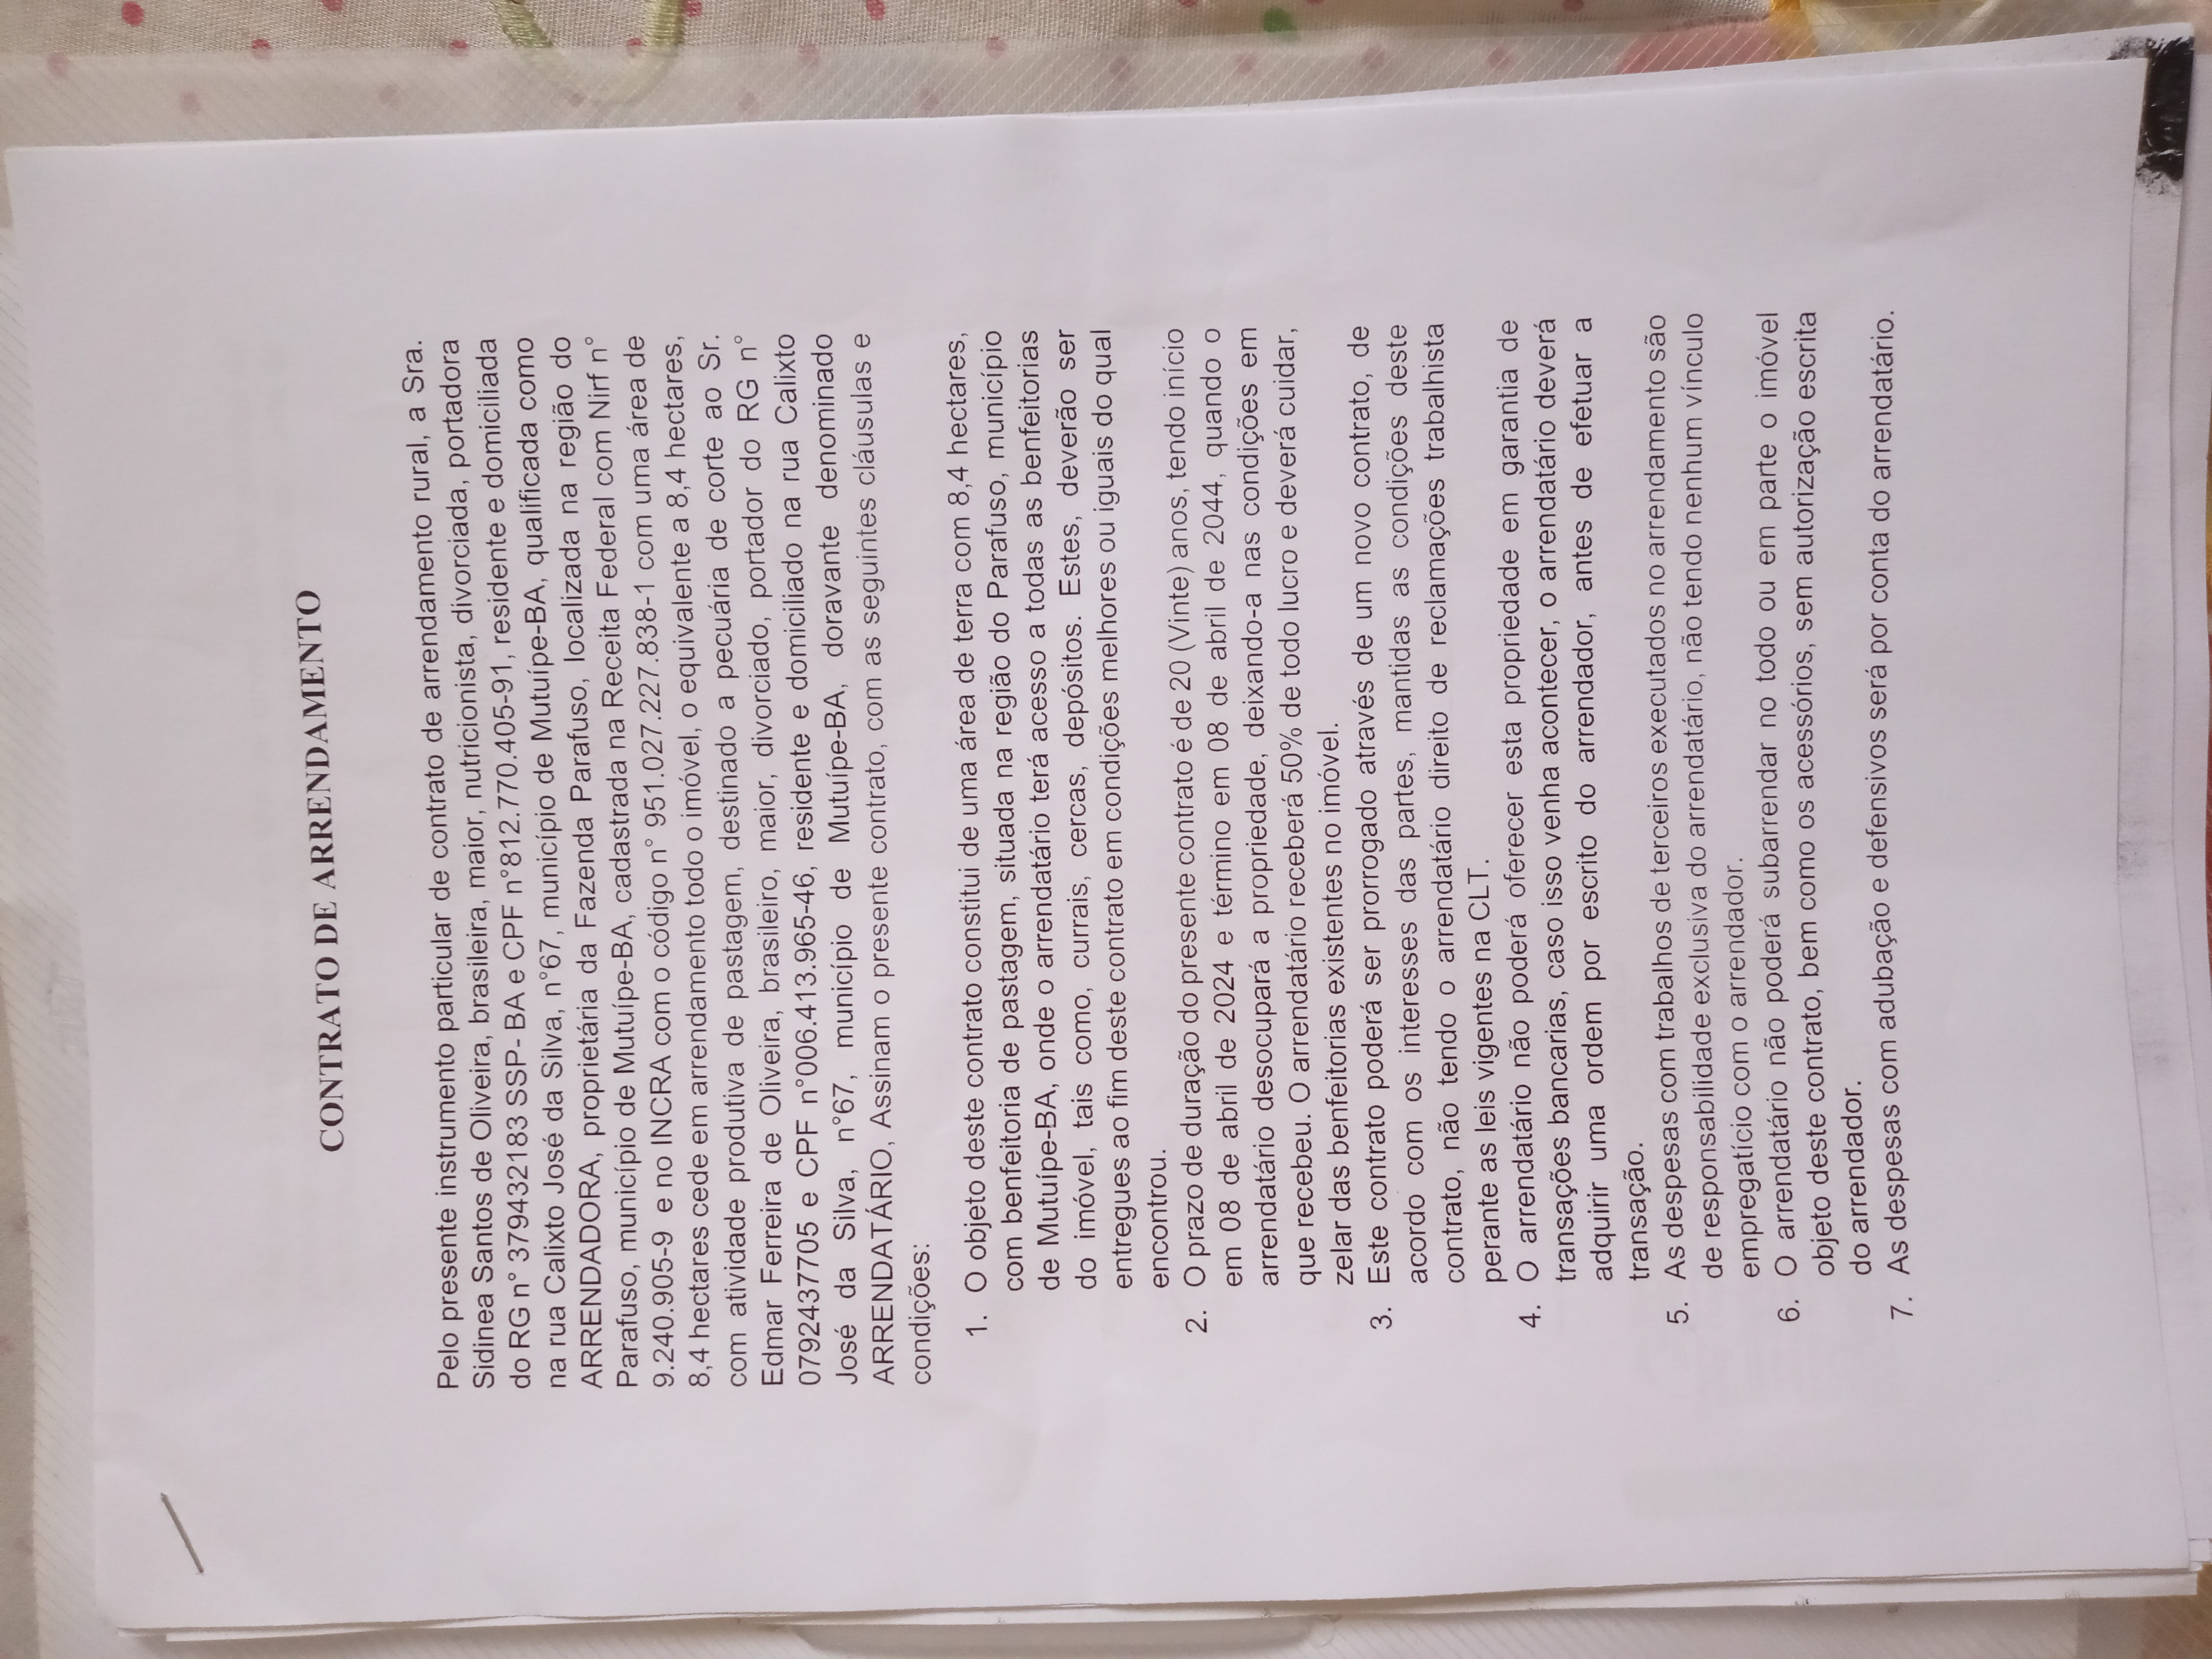 CONTRATO DE ARRENDAMENTO
Pelo presente instrumento particular de contrato de arrendamento rural, a Sra.
Sidinea Santos de Oliveira, brasileira, maior, nutricionista, divorciada, portadora
do RG n° 379432183 SSP- BA e CPF n°812.770.405-91, residente e domiciliada
na rua Calixto José da Silva, n°67, município de Mutuípe-BA, qualificada como
ARRENDADORA, proprietária da Fazenda Parafuso, localizada na região do
Parafuso, município de Mutuípe-BA, cadastrada na Receita Federal com Nirf n°
9.240.905-9 e no INCRA com o código n° 951.027.227.838-1 com uma área de
8,4 hectares cede em arrendamento todo o imóvel, o equivalente a 8,4 hectares,
com atividade produtiva de pastagem, destinado a pecuária de corte ao Sr.
Edmar Ferreira de Oliveira, brasileiro, maior, divorciado, portador do RG n°
0792437705 e CPF n°006.413.965-46, residente e domiciliado na rua Calixto
José da Silva, n°67, município de Mutuípe-BA, doravante denominado
ARRENDATÁRIO, Assinam o presente contrato, com as seguintes cláusulas e
condições:
1. O objeto deste contrato constitui de uma área de terra com 8,4 hectares,
com benfeitoria de pastagem, situada na região do Parafuso, município
de Mutuípe-BA, onde o arrendatário terá acesso a todas as benfeitorias
do imóvel, tais como, currais, cercas, depósitos. Estes, deverão ser
entregues ao fim deste contrato em condições melhores ou iguais do qual
encontrou.
2. O prazo de duração do presente contrato é de 20 (Vinte) anos, tendo início
em 08 de abril de 2024 e término em 08 de abril de 2044, quando o
arrendatário desocupará a propriedade, deixando-a nas condições em
que recebeu. O arrendatário receberá 50% de todo lucro e deverá cuidar,
zelar das benfeitorias existentes no imóvel.
3. Este contrato poderá ser prorrogado através de um novo contrato, de
acordo com os interesses das partes, mantidas as condições deste
contrato, não tendo o arrendatário direito de reclamações trabalhista
perante as leis vigentes na CLT.
4. O arrendatário não poderá oferecer esta propriedade em garantia de
transações bancarias, caso isso venha acontecer, o arrendatário deverá
adquirir uma ordem por escrito do arrendador, antes de efetuar a
transação.
5. As despesas com trabalhos de terceiros executados no arrendamento são
de responsabilidade exclusiva do arrendatário, não tendo nenhum vínculo
empregatício com o arrendador.
6. O arrendatário não poderá subarrendar no todo ou em parte o imóvel
objeto deste contrato, bem como os acessórios, sem autorização escrita
do arrendador.
7. As despesas com adubação e defensivos será por conta do arrendatário.